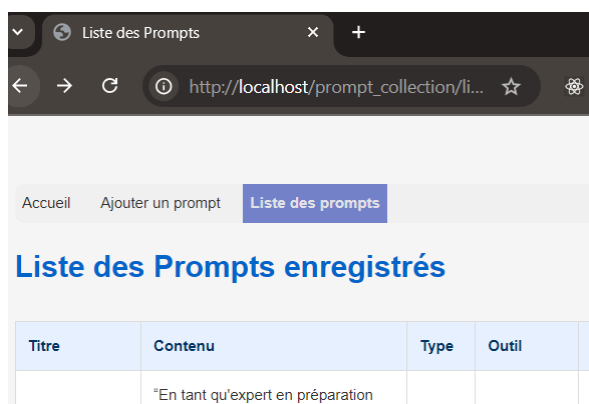 Liste des Prompts
http://localhost/prompt_collection/li...
Accueil Ajouter un prompt Liste des prompts
Liste des Prompts enregistrés
Titre Contenu Type Outil
"En tant qu'expert en préparation